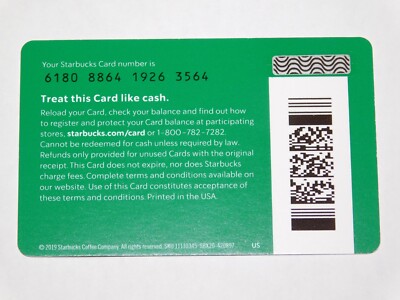 Your Starbucks Card number is
6180 8864 1926 3564
Treat this Card like cash.
Reload your Card, check your balance and find out how
to register and protect your Card balance at participating
stores, starbucks.com/card or 1-800-782-7282.
Cannot be redeemed for cash unless required by law.
Refunds only provided for unused Cards with the original
receipt. This Card does not expire, nor does Starbucks
charge fees. Complete terms and conditions available on
our website. Use of this Card constitutes acceptance of
these terms and conditions. Printed in the USA.
© 2019 Starbucks Coffee Company. All rights reserved.
US